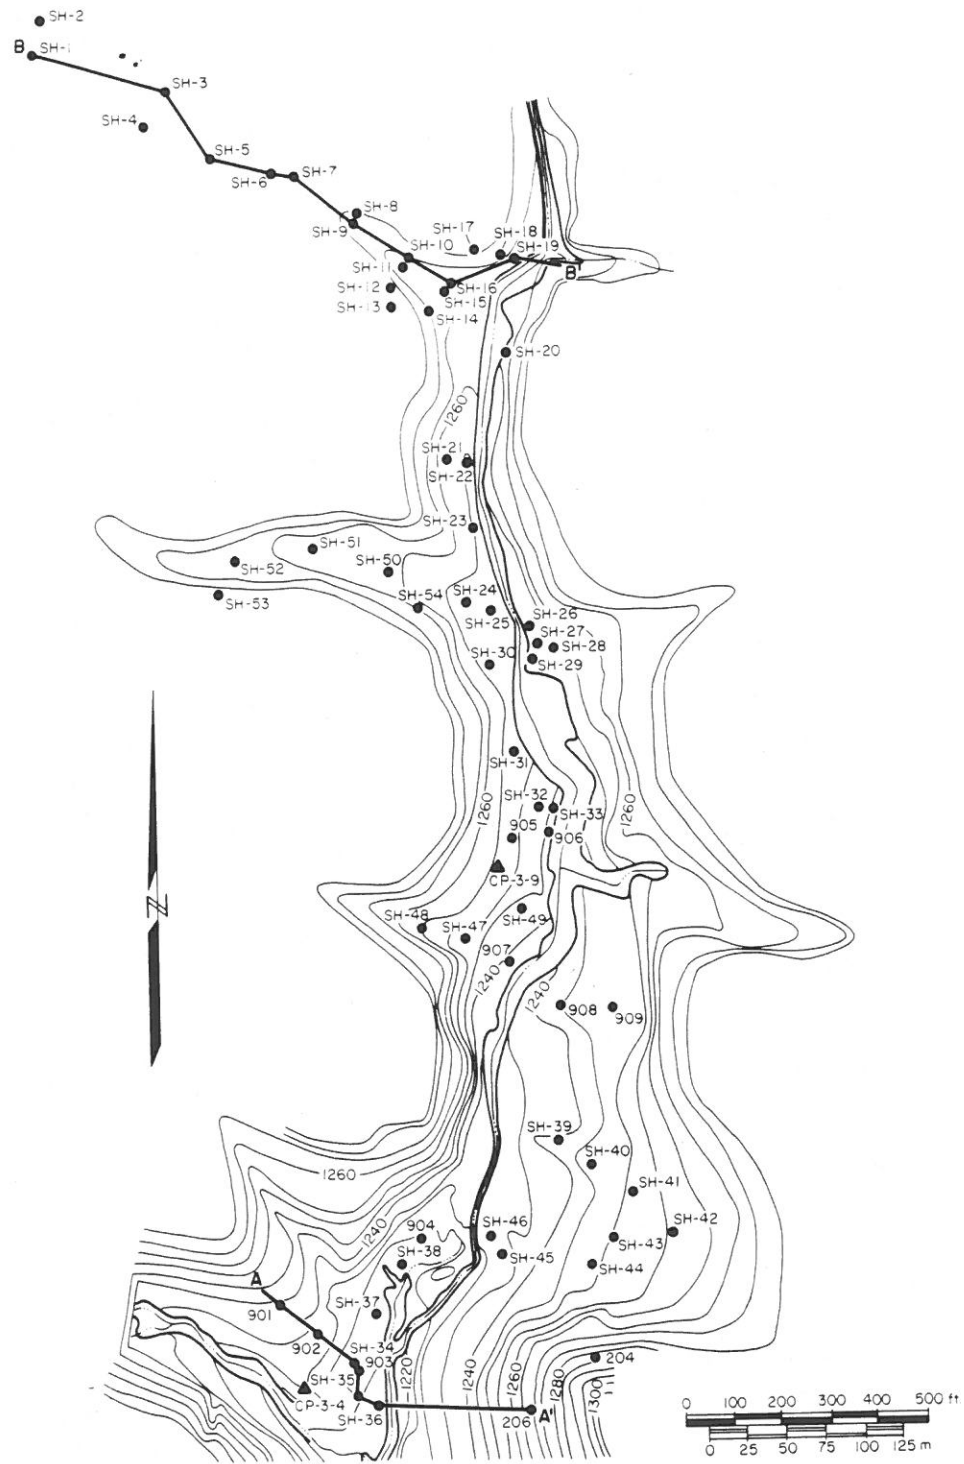 SH-2
B
SH-1
SH-3
SH-4
SH-5
SH-6
SH-7
SH-8
SH-9
SH-10
SH-17
SH-18
SH-19
SH-11
B'
SH-12
SH-16
SH-15
SH-13
SH-14
SH-20
1260
SH-21
SH-22
SH-23
SH-51
SH-50
SH-52
SH-53
SH-54
SH-24
SH-25
SH-26
SH-27
SH-28
SH-30
SH-29
SH-31
SH-32
SH-33
1260
1260
905
906
CP-3-9
N
SH-48
SH-49
SH-47
907
1240
1240
908
909
SH-39
SH-40
1260
SH-41
1240
904
SH-46
SH-42
SH-38
SH-45
SH-43
SH-44
A
901
SH-37
902
SH-34
903
SH-35
CP-3-4
SH-36
1220
1240
1260
1280
1300
204
206
A'
0 100 200 300 400 500 ft.
0 25 50 75 100 125 m